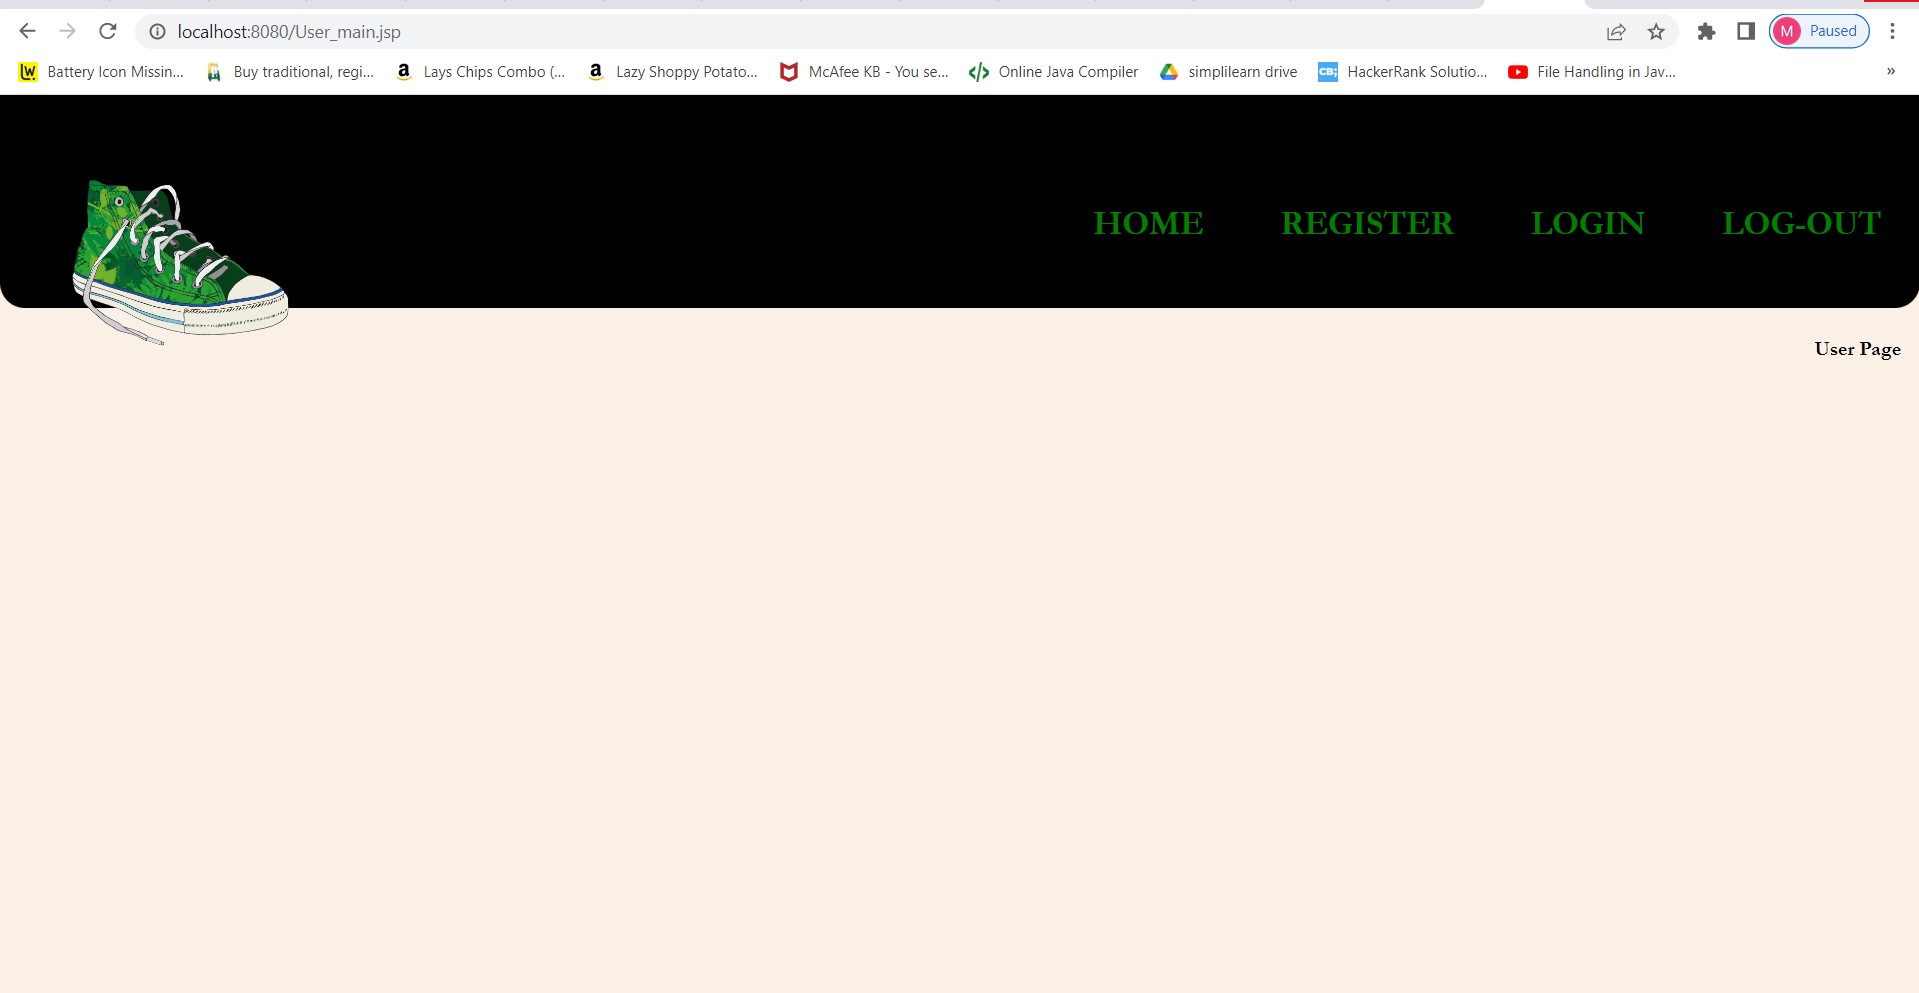 localhost:8080/User_main.jsp
M Paused
LW Battery Icon Missin... Buy traditional, regi... a Lays Chips Combo (... a Lazy Shoppy Potato... McAfee KB - You se... </> Online Java Compiler simplilearn drive CB; HackerRank Solutio... File Handling in Jav... »
HOME REGISTER LOGIN LOG-OUT
User Page